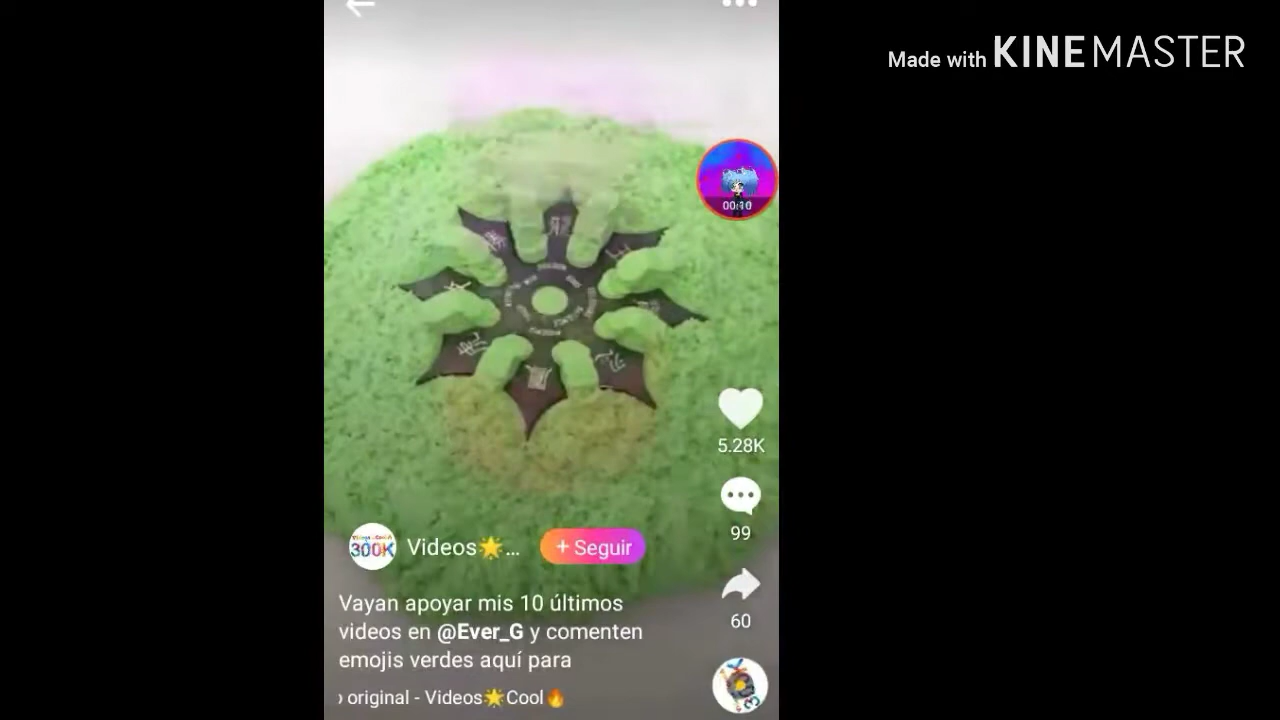 Made with KINEMASTER
00:10
5.28K
99
300K
Videos🌟...
+ Seguir
60
Vayan apoyar mis 10 últimos
videos en @Ever_G y comenten
emojis verdes aquí para
original - Videos🌟Cool🔥